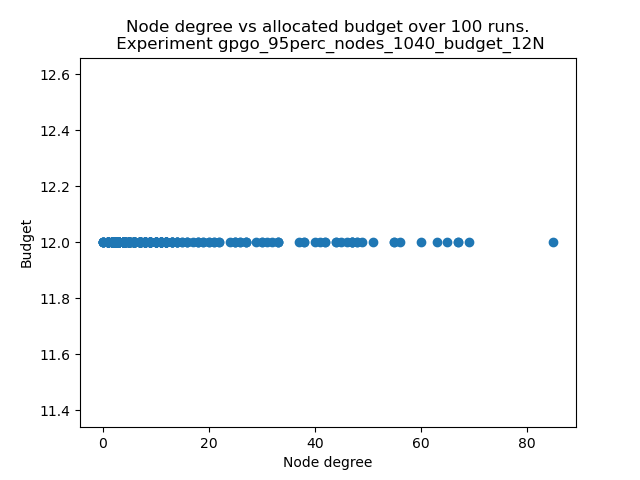 Node degree vs allocated budget over 100 runs.
Experiment gpgo_95perc_nodes_1040_budget_12N
12.6
12.4
12.2
12.0
11.8
11.6
11.4
Budget
0 20 40 60 80
Node degree